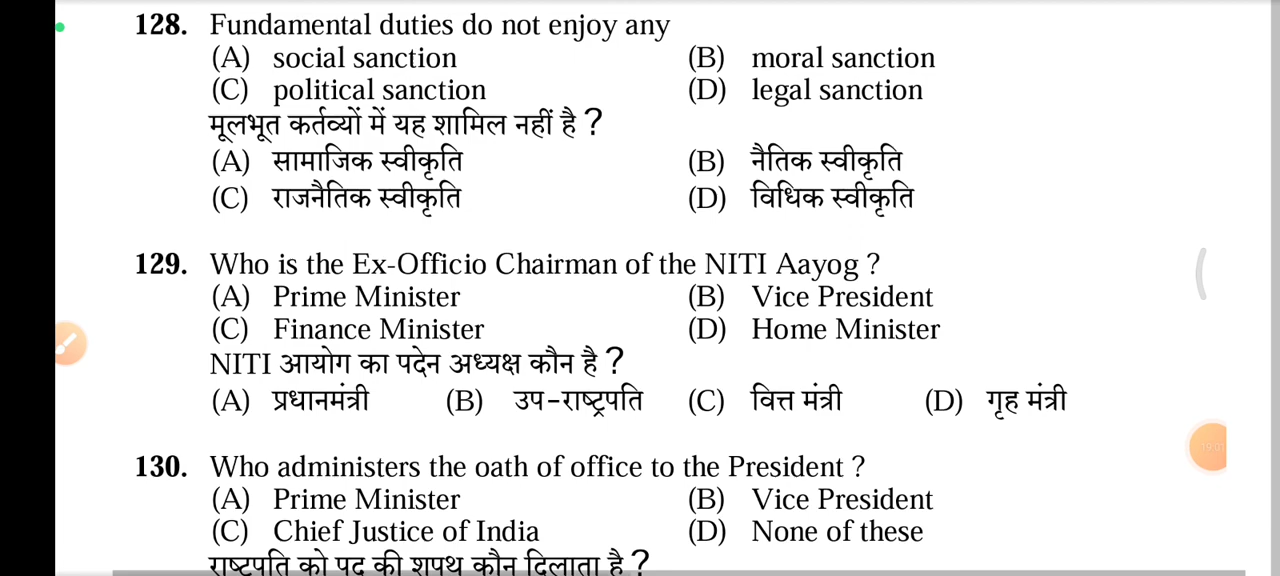 128. Fundamental duties do not enjoy any
(A) social sanction (B) moral sanction
(C) political sanction (D) legal sanction
मूलभूत कर्तव्यों में यह शामिल नहीं है ?
(A) सामाजिक स्वीकृति (B) नैतिक स्वीकृति
(C) राजनैतिक स्वीकृति (D) विधिक स्वीकृति
129. Who is the Ex-Officio Chairman of the NITI Aayog ?
(A) Prime Minister (B) Vice President
(C) Finance Minister (D) Home Minister
NITI आयोग का पदेन अध्यक्ष कौन है ?
(A) प्रधानमंत्री (B) उप-राष्ट्रपति (C) वित्त मंत्री (D) गृह मंत्री
130. Who administers the oath of office to the President ?
(A) Prime Minister (B) Vice President
(C) Chief Justice of India (D) None of these
राष्ट्रपति को पद की शपथ कौन दिलाता है ?